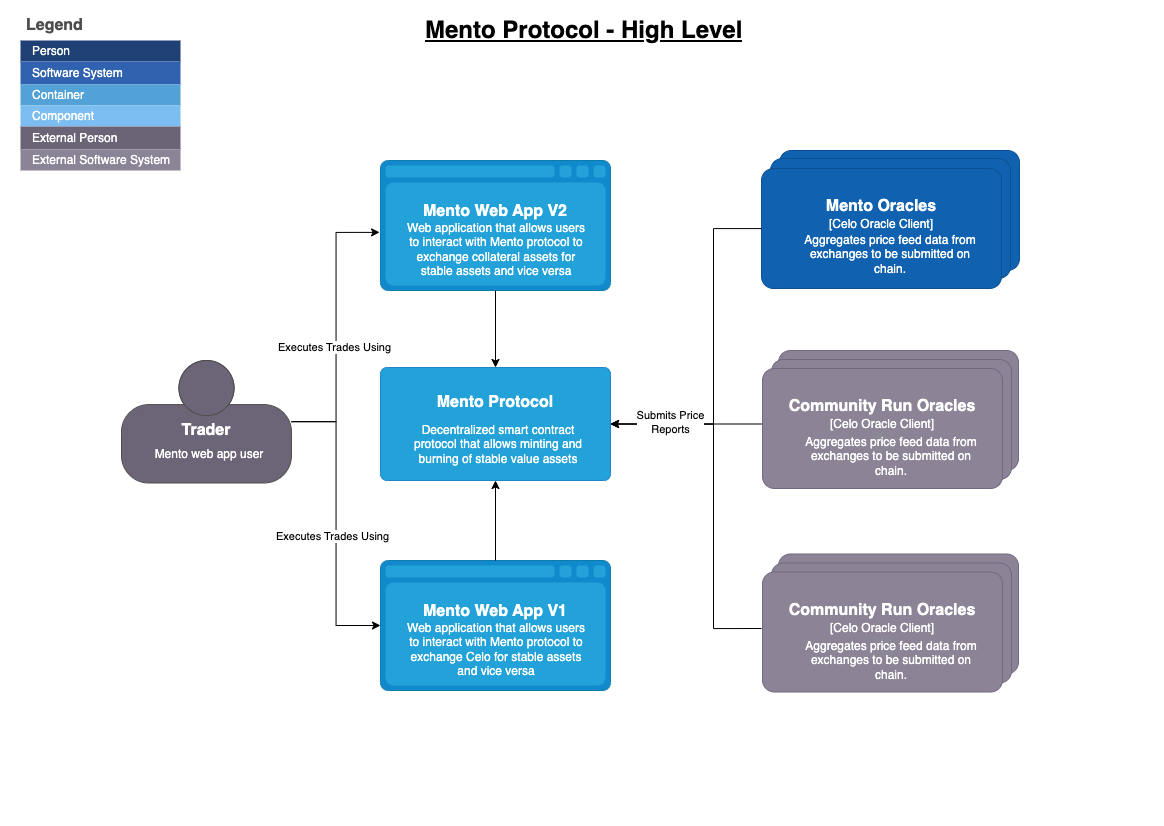 Legend
Person
Software System
Container
Component
External Person
External Software System
Mento Protocol - High Level
Mento Web App V2
Web application that allows users
to interact with Mento protocol to
exchange collateral assets for
stable assets and vice versa
Executes Trades Using
Trader
Mento web app user
Mento Protocol
Decentralized smart contract
protocol that allows minting and
burning of stable value assets
Executes Trades Using
Mento Web App V1
Web application that allows users
to interact with Mento protocol to
exchange Celo for stable assets
and vice versa
Submits Price
Reports
Mento Oracles
[Celo Oracle Client]
Aggregates price feed data from
exchanges to be submitted on
chain.
Community Run Oracles
[Celo Oracle Client]
Aggregates price feed data from
exchanges to be submitted on
chain.
Community Run Oracles
[Celo Oracle Client]
Aggregates price feed data from
exchanges to be submitted on
chain.